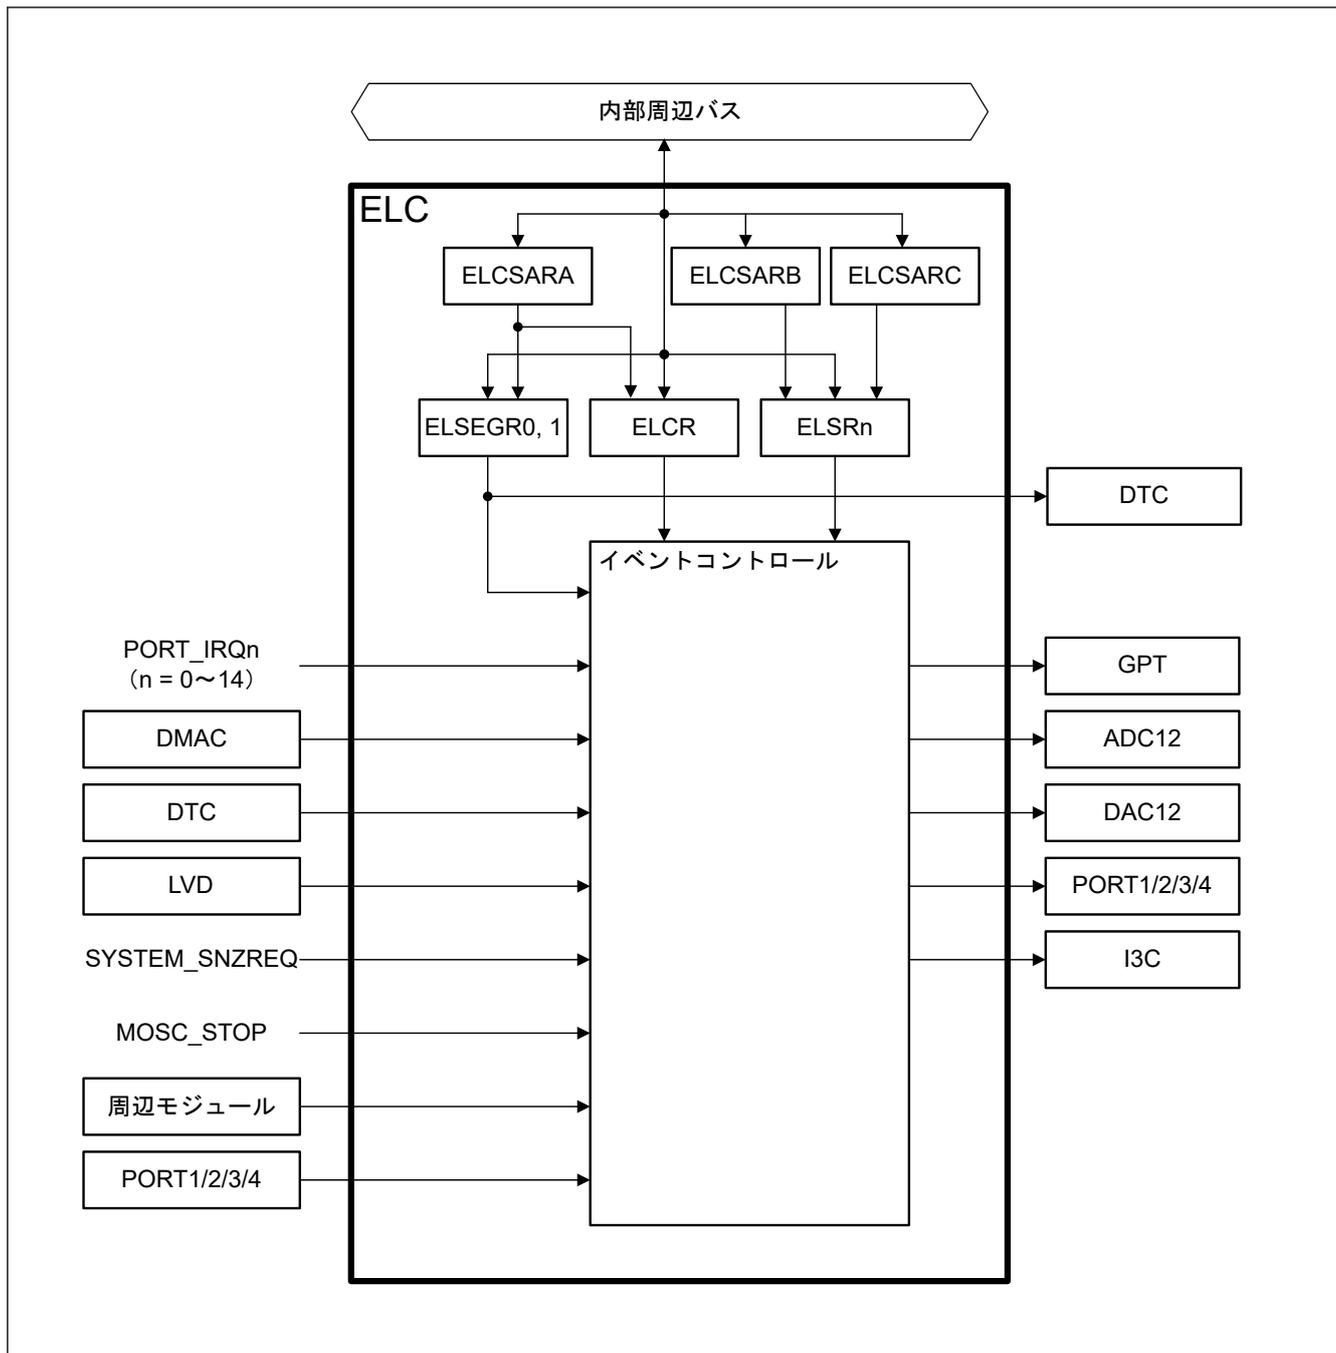 内部周辺バス
ELC
ELCSARA
ELCSARB
ELCSARC
ELSEGR0, 1
ELCR
ELSRn
DTC
イベントコントロール
PORT_IRQn
（n = 0～14）
GPT
DMAC
ADC12
DTC
DAC12
LVD
PORT1/2/3/4
SYSTEM_SNZREQ
I3C
MOSC_STOP
周辺モジュール
PORT1/2/3/4